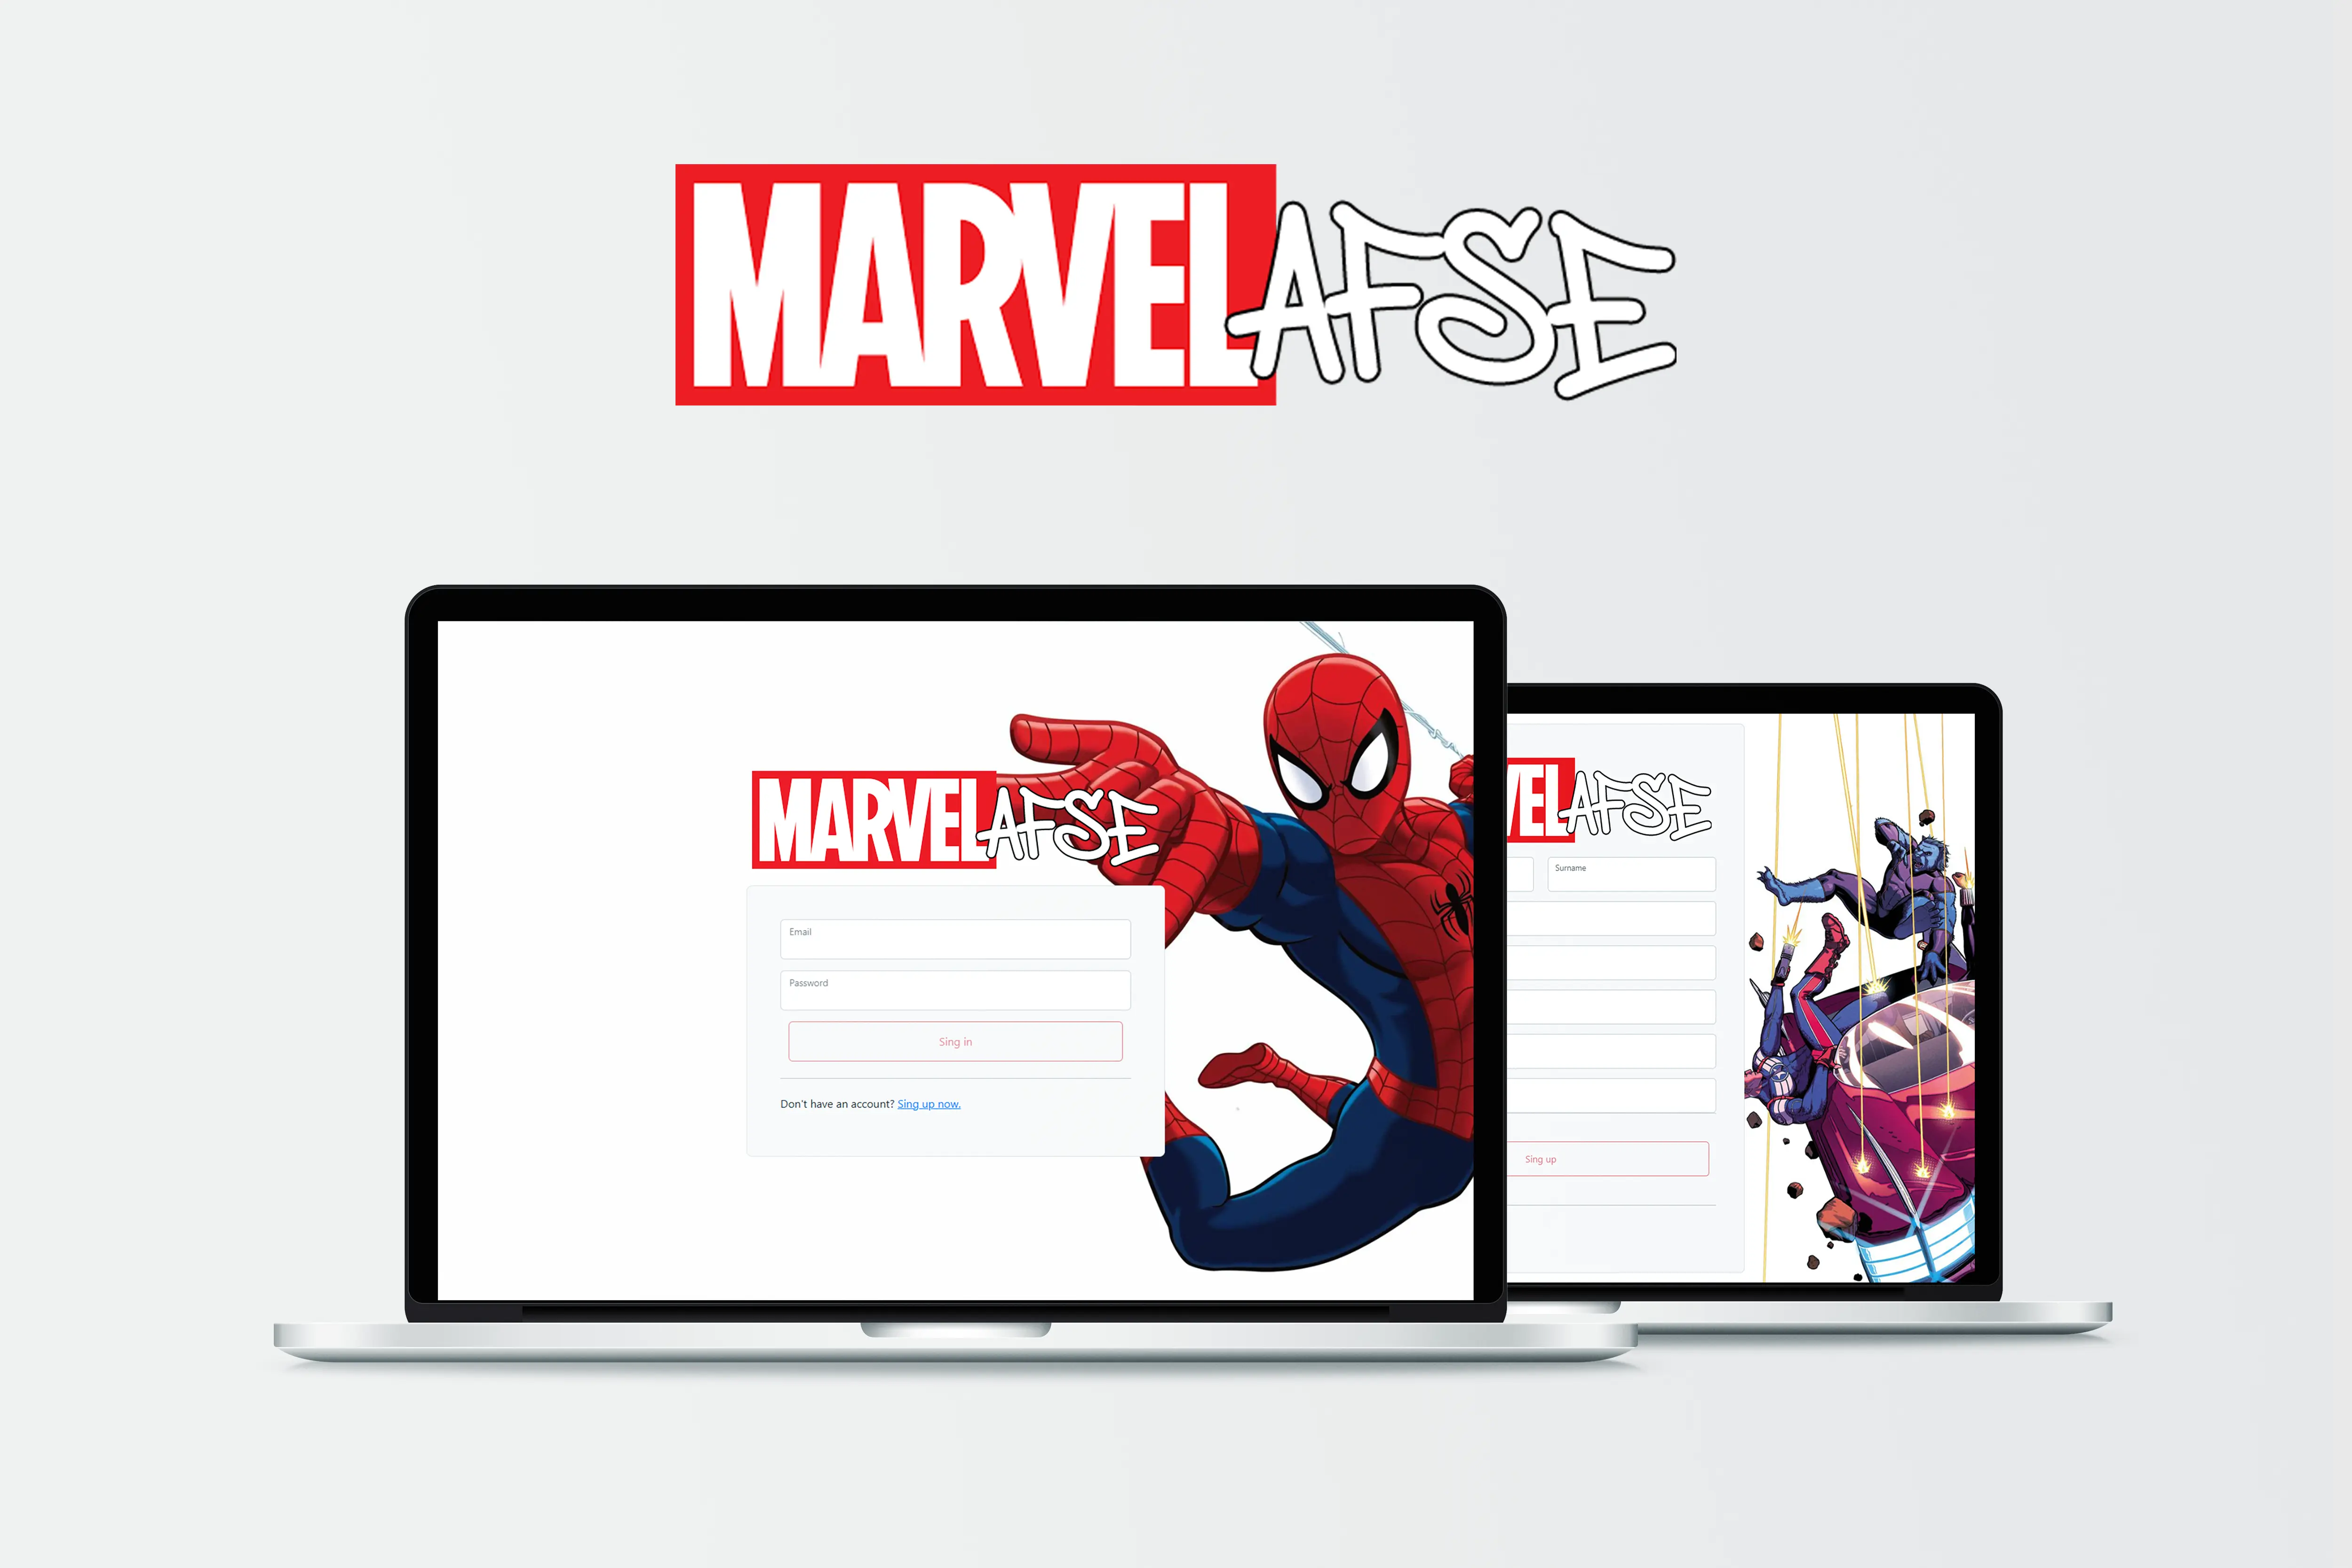 MARVEL AFSE
MARVEL AFSE
Email
Password
Sing in
Don't have an account? Sing up now.
VEL AFSE
Surname
Sing up